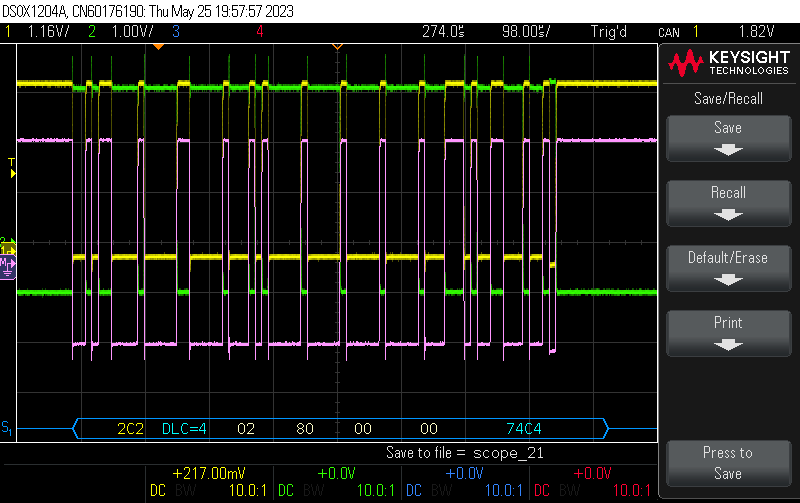 DSOX1204A, CN60176190: Thu May 25 19:57:57 2023
1 1.16V/ 2 1.00V/ 3 4 274.0s 98.00s/ Trig'd CAN 1 1.82V
KEYSIGHT
TECHNOLOGIES
Save/Recall
Save
Recall
T
Default/Erase
2
1
M
Print
S1 2C2 DLC=4 02 80 00 00 74C4
Save to file = scope_21
Press to
Save
+217.00mV +0.0V +0.0V +0.0V
DC BW 10.0:1 DC BW 10.0:1 DC BW 10.0:1 DC BW 10.0:1